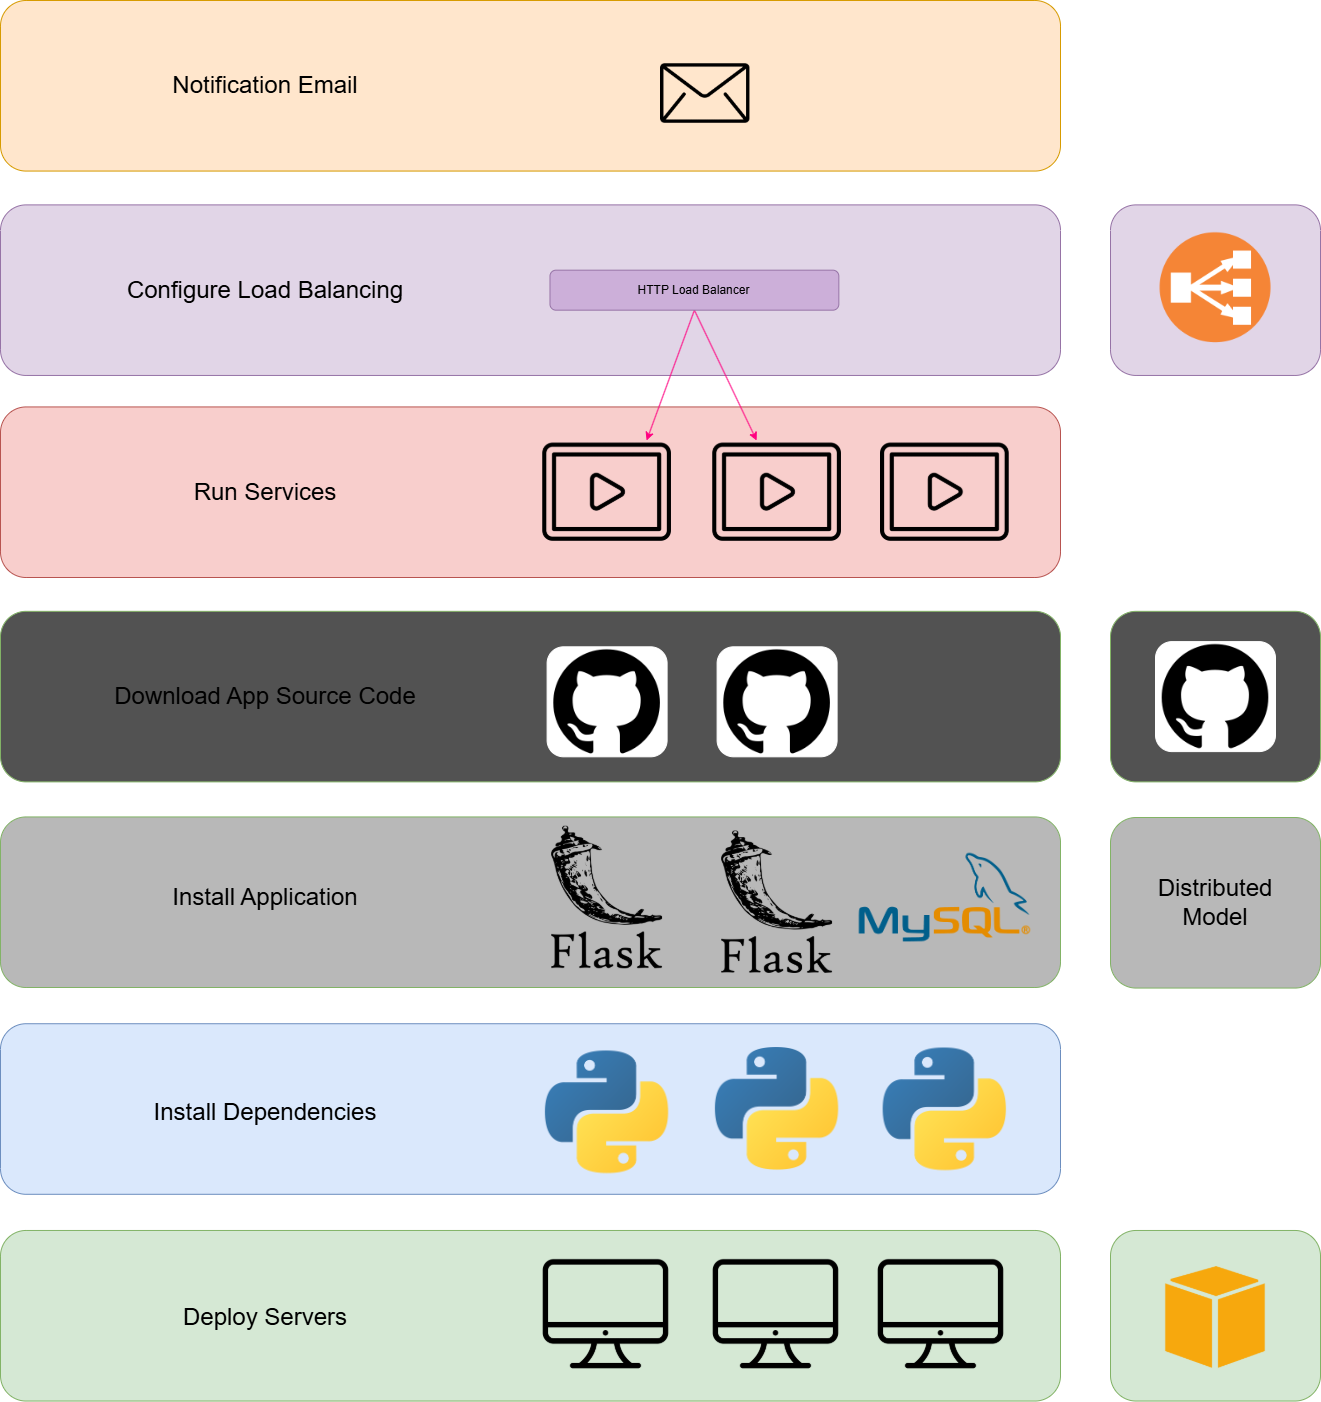 Notification Email
Configure Load Balancing
HTTP Load Balancer
Run Services
Download App Source Code
Install Application
Flask
Flask
MySQL®
Distributed
Model
Install Dependencies
Deploy Servers